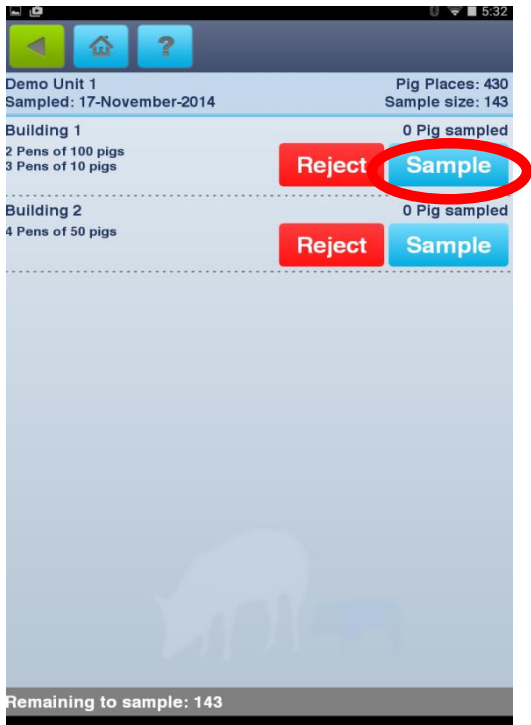 5:32
?
Demo Unit 1 Pig Places: 430
Sampled: 17-November-2014 Sample size: 143
Building 1 0 Pig sampled
2 Pens of 100 pigs
3 Pens of 10 pigs
Reject Sample
Building 2 0 Pig sampled
4 Pens of 50 pigs
Reject Sample
Remaining to sample: 143